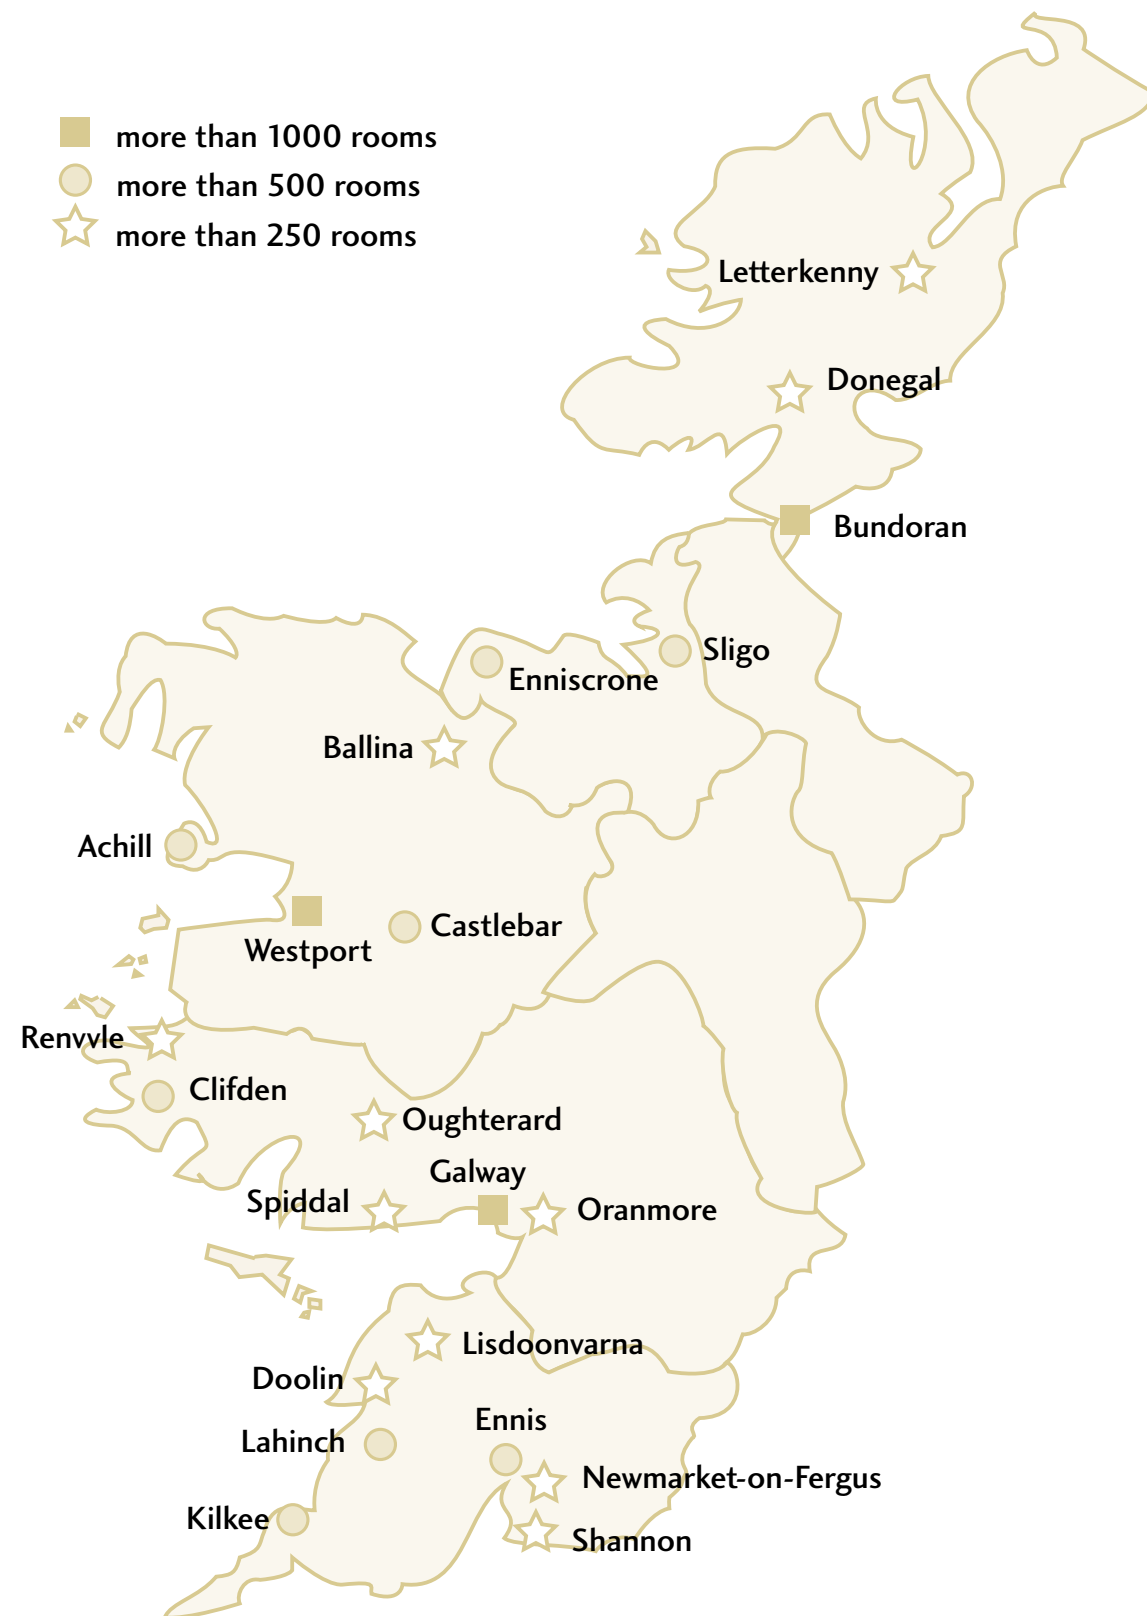 more than 1000 rooms
more than 500 rooms
more than 250 rooms
Letterkenny
Donegal
Bundoran
Sligo
Enniscrone
Ballina
Achill
Castlebar
Westport
Renvvle
Clifden
Oughterard
Galway
Spiddal
Oranmore
Lisdoonvarna
Doolin
Ennis
Lahinch
Newmarket-on-Fergus
Kilkee
Shannon